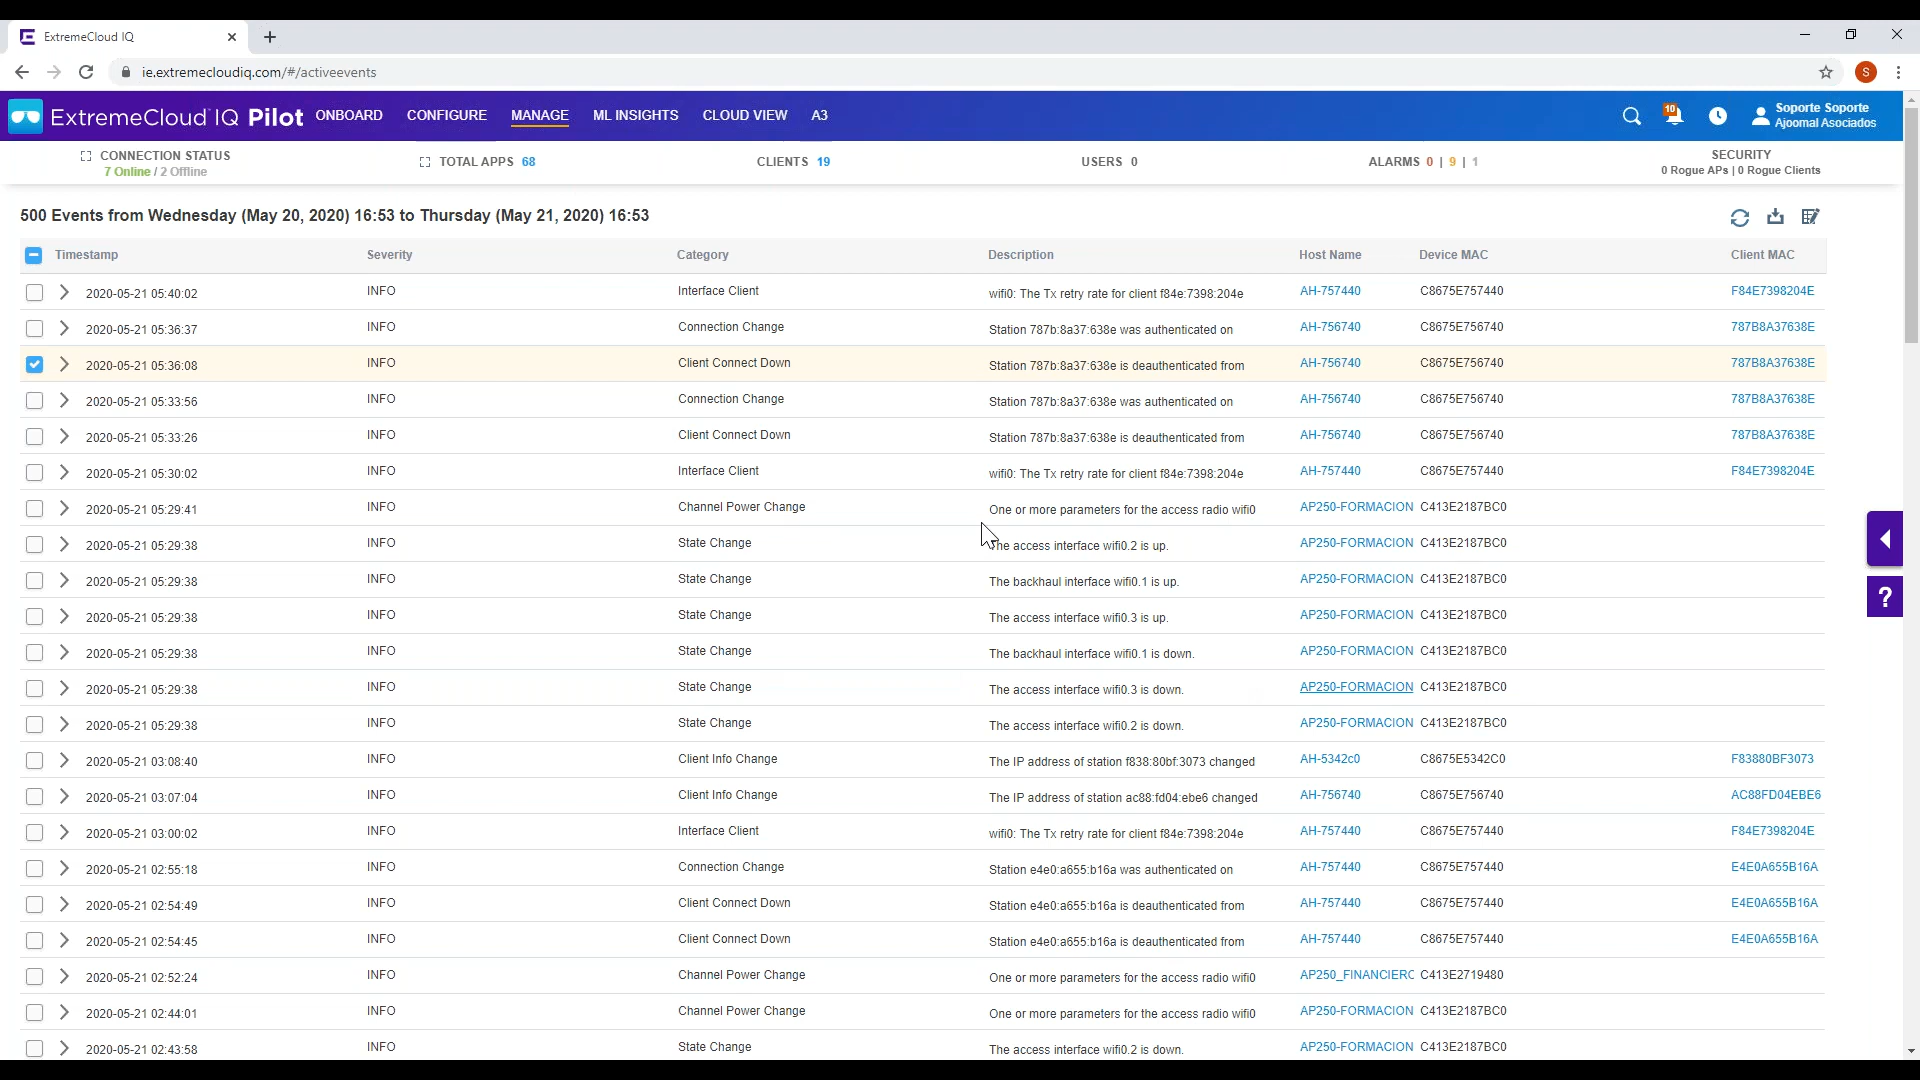 ExtremeCloud IQ
ie.extremecloudiq.com/#/activeevents
S
ExtremeCloud IQ Pilot ONBOARD CONFIGURE MANAGE ML INSIGHTS CLOUD VIEW A3
10
Soporte Soporte
Ajoomal Asociados
CONNECTION STATUS
7 Online / 2 Offline
TOTAL APPS 68
CLIENTS 19
USERS 0
ALARMS 0 | 9 | 1
SECURITY
0 Rogue APs | 0 Rogue Clients
500 Events from Wednesday (May 20, 2020) 16:53 to Thursday (May 21, 2020) 16:53
Timestamp Severity Category Description Host Name Device MAC Client MAC
2020-05-21 05:40:02 INFO Interface Client wifi0: The Tx retry rate for client f84e:7398:204e AH-757440 C8675E757440 F84E7398204E
2020-05-21 05:36:37 INFO Connection Change Station 787b:8a37:638e was authenticated on AH-756740 C8675E756740 787B8A37638E
2020-05-21 05:36:08 INFO Client Connect Down Station 787b:8a37:638e is deauthenticated from AH-756740 C8675E756740 787B8A37638E
2020-05-21 05:33:56 INFO Connection Change Station 787b:8a37:638e was authenticated on AH-756740 C8675E756740 787B8A37638E
2020-05-21 05:33:26 INFO Client Connect Down Station 787b:8a37:638e is deauthenticated from AH-756740 C8675E756740 787B8A37638E
2020-05-21 05:30:02 INFO Interface Client wifi0: The Tx retry rate for client f84e:7398:204e AH-757440 C8675E757440 F84E7398204E
2020-05-21 05:29:41 INFO Channel Power Change One or more parameters for the access radio wifi0 AP250-FORMACION C413E2187BC0
2020-05-21 05:29:38 INFO State Change The access interface wifi0.2 is up. AP250-FORMACION C413E2187BC0
2020-05-21 05:29:38 INFO State Change The backhaul interface wifi0.1 is up. AP250-FORMACION C413E2187BC0
2020-05-21 05:29:38 INFO State Change The access interface wifi0.3 is up. AP250-FORMACION C413E2187BC0
2020-05-21 05:29:38 INFO State Change The backhaul interface wifi0.1 is down. AP250-FORMACION C413E2187BC0
2020-05-21 05:29:38 INFO State Change The access interface wifi0.3 is down. AP250-FORMACION C413E2187BC0
2020-05-21 05:29:38 INFO State Change The access interface wifi0.2 is down. AP250-FORMACION C413E2187BC0
2020-05-21 03:08:40 INFO Client Info Change The IP address of station f838:80bf:3073 changed AH-5342c0 C8675E5342C0 F83880BF3073
2020-05-21 03:07:04 INFO Client Info Change The IP address of station ac88:fd04:ebe6 changed AH-756740 C8675E756740 AC88FD04EBE6
2020-05-21 03:00:02 INFO Interface Client wifi0: The Tx retry rate for client f84e:7398:204e AH-757440 C8675E757440 F84E7398204E
2020-05-21 02:55:18 INFO Connection Change Station e4e0:a655:b16a was authenticated on AH-757440 C8675E757440 E4E0A655B16A
2020-05-21 02:54:49 INFO Client Connect Down Station e4e0:a655:b16a is deauthenticated from AH-757440 C8675E757440 E4E0A655B16A
2020-05-21 02:54:45 INFO Client Connect Down Station e4e0:a655:b16a is deauthenticated from AH-757440 C8675E757440 E4E0A655B16A
2020-05-21 02:52:24 INFO Channel Power Change One or more parameters for the access radio wifi0 AP250_FINANCIERC C413E2719480
2020-05-21 02:44:01 INFO Channel Power Change One or more parameters for the access radio wifi0 AP250-FORMACION C413E2187BC0
2020-05-21 02:43:58 INFO State Change The access interface wifi0.2 is down. AP250-FORMACION C413E2187BC0
?